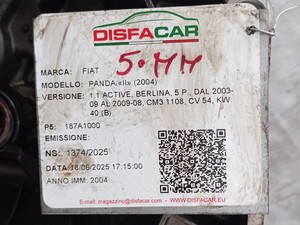 DISFACAR
MARCA: FIAT
5.MM
MODELLO: PANDA «II» (2004)
VERSIONE: 1.1 ACTIVE, BERLINA, 5 P., DAL 2003-
09 AL 2009-08, CM3 1108, CV 54, KW
40 (B)
P5: 187A1000
EMISSIONE:
NS: 1374/2025
DATA:16/06/2025 17:15:00
ANNO IMM: 2004
E-mail: magazzino@disfacar.com
DISFACAR.EU